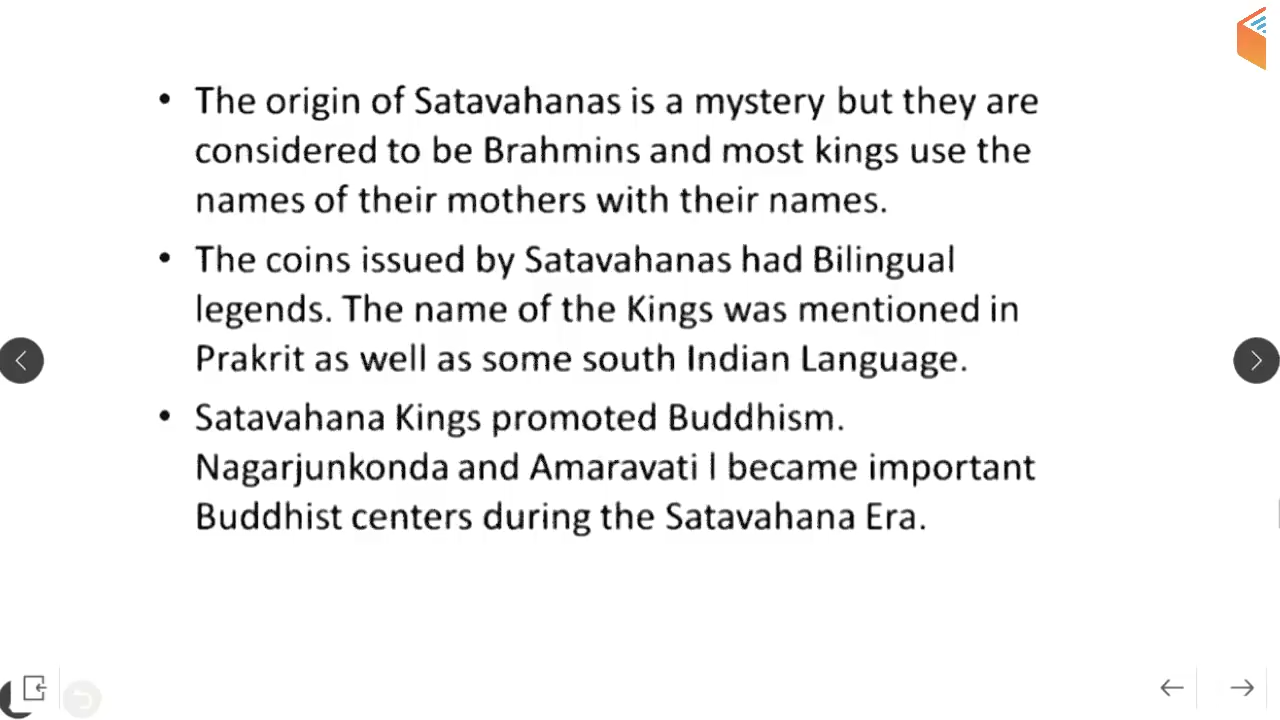 • The origin of Satavahanas is a mystery but they are
considered to be Brahmins and most kings use the
names of their mothers with their names.
• The coins issued by Satavahanas had Bilingual
legends. The name of the Kings was mentioned in
Prakrit as well as some south Indian Language.
• Satavahana Kings promoted Buddhism.
Nagarjunkonda and Amaravati l became important
Buddhist centers during the Satavahana Era.